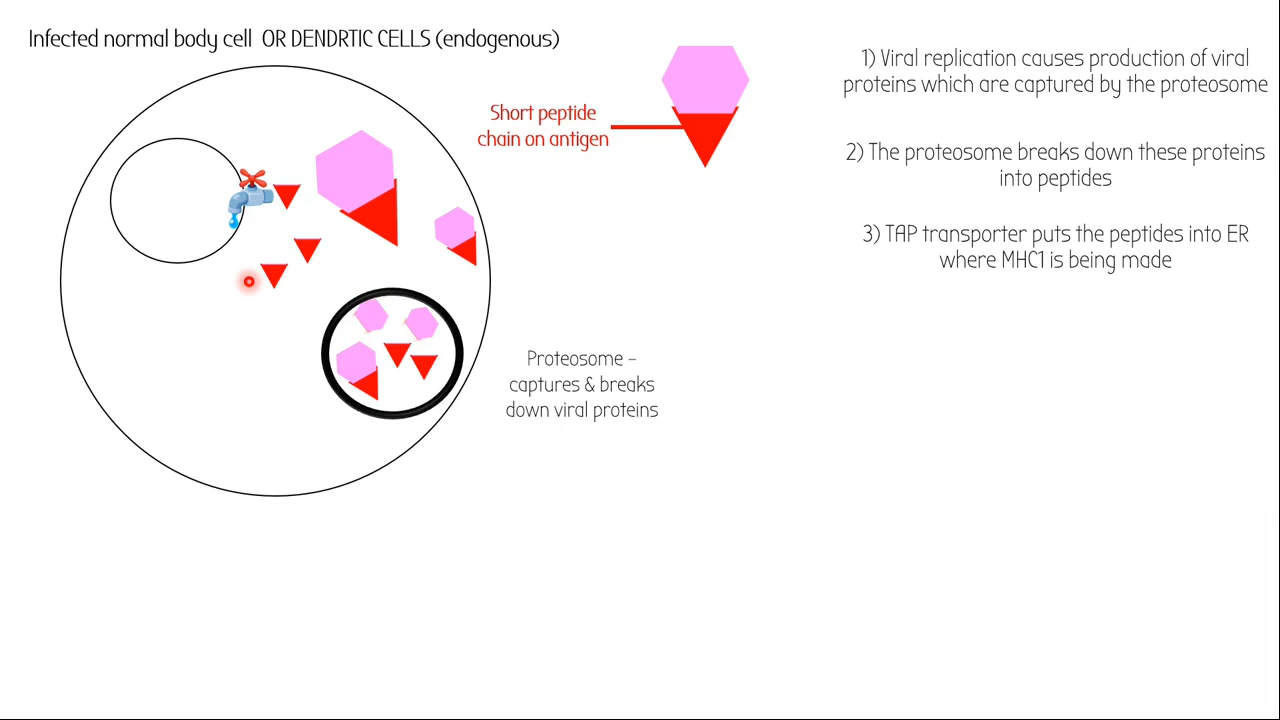 Infected normal body cell OR DENDRTIC CELLS (endogenous)
Short peptide
chain on antigen
1) Viral replication causes production of viral
proteins which are captured by the proteosome
2) The proteosome breaks down these proteins
into peptides
3) TAP transporter puts the peptides into ER
where MHC1 is being made
Proteosome -
captures & breaks
down viral proteins